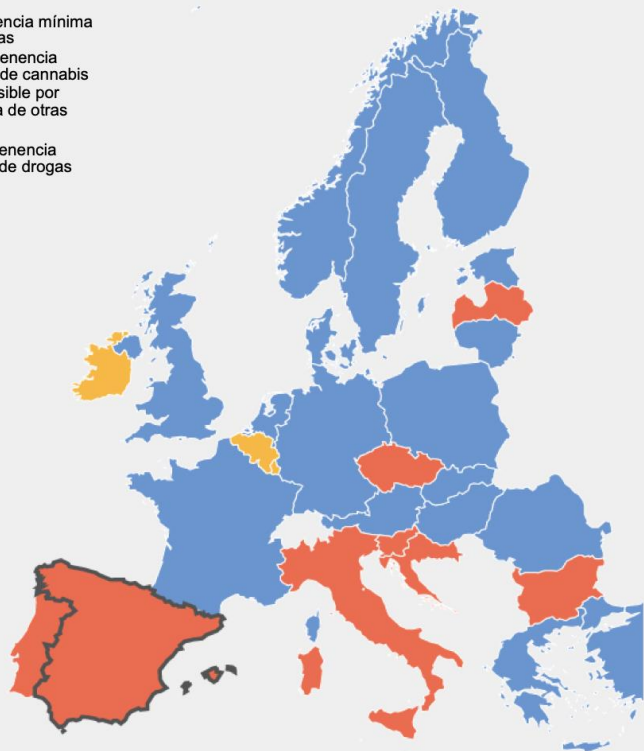 encia mínima
as
enencia
de cannabis
sible por
a de otras
enencia
de drogas